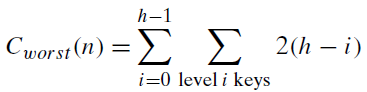 h−1
C_worst(n) = ∑ ∑ 2(h − i)
i=0 level i keys